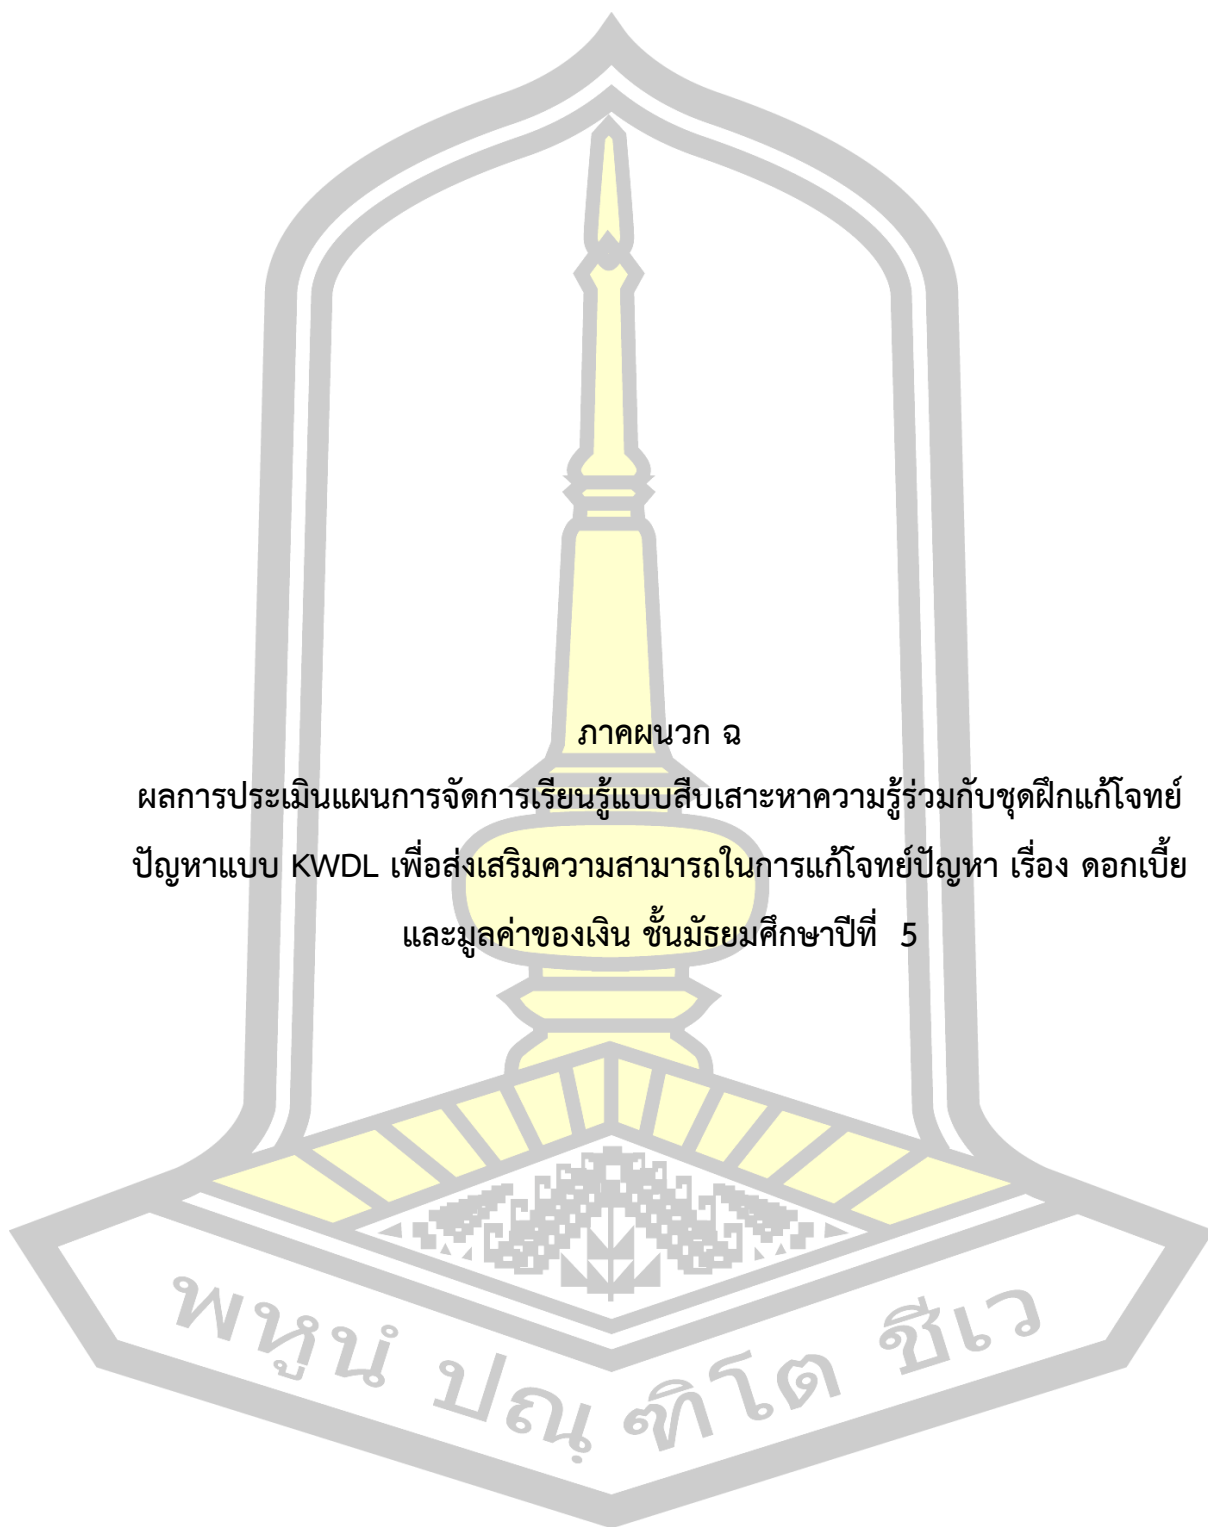 ภาคผนวก ฉ
ผลการประเมินแผนการจัดการเรียนรู้แบบสืบเสาะหาความรู้ร่วมกับชุดฝึกแก้โจทย์
ปัญหาแบบ KWDL เพื่อส่งเสริมความสามารถในการแก้โจทย์ปัญหา เรื่อง ดอกเบี้ย
และมูลค่าของเงิน ชั้นมัธยมศึกษาปีที่ 5
พหูนํ ปณฺฑิโต ชีเว